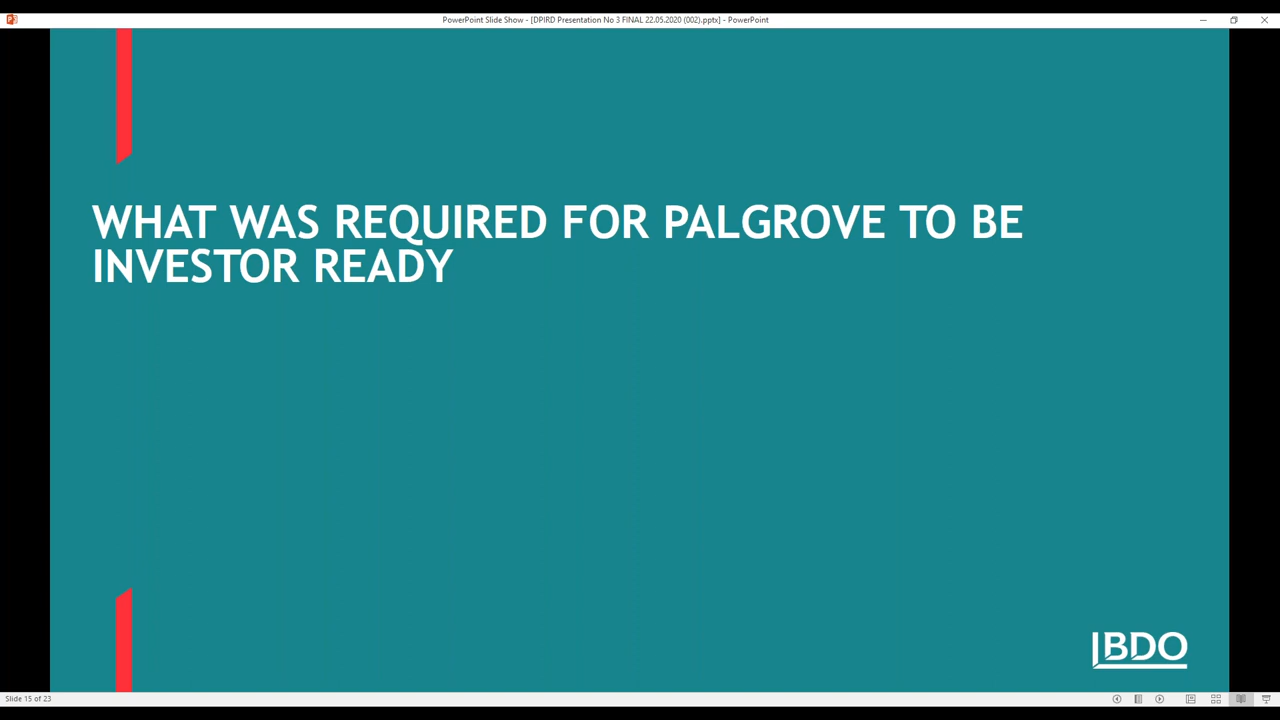 PowerPoint Slide Show - [DPIRD Presentation No 3 FINAL 22.05.2020 (002).pptx] - PowerPoint
WHAT WAS REQUIRED FOR PALGROVE TO BE
INVESTOR READY
BDO
Slide 15 of 23